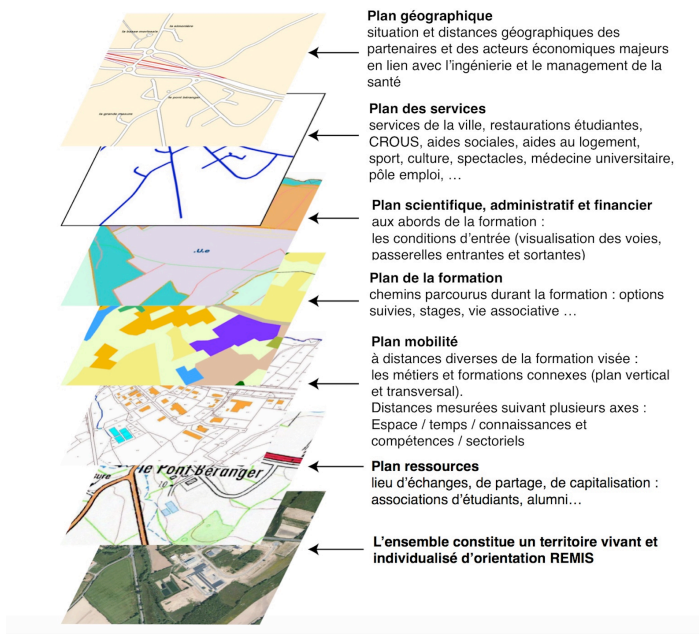 Plan géographique
situation et distances géographiques des
partenaires et des acteurs économiques majeurs
en lien avec l'ingénierie et le management de la
santé
Plan des services
services de la ville, restaurations étudiantes,
CROUS, aides sociales, aides au logement,
sport, culture, spectacles, médecine universitaire,
pôle emploi, …
Plan scientifique, administratif et financier
aux abords de la formation :
les conditions d'entrée (visualisation des voies,
passerelles entrantes et sortantes)
Plan de la formation
chemins parcourus durant la formation : options
suivies, stages, vie associative …
Plan mobilité
à distances diverses de la formation visée :
les métiers et formations connexes (plan vertical
et transversal).
Distances mesurées suivant plusieurs axes :
Espace / temps / connaissances et
compétences / sectoriels
Plan ressources
lieu d'échanges, de partage, de capitalisation :
associations d'étudiants, alumni…
L'ensemble constitue un territoire vivant et
individualisé d'orientation REMIS
le pont béranger
le Pont-Béranger